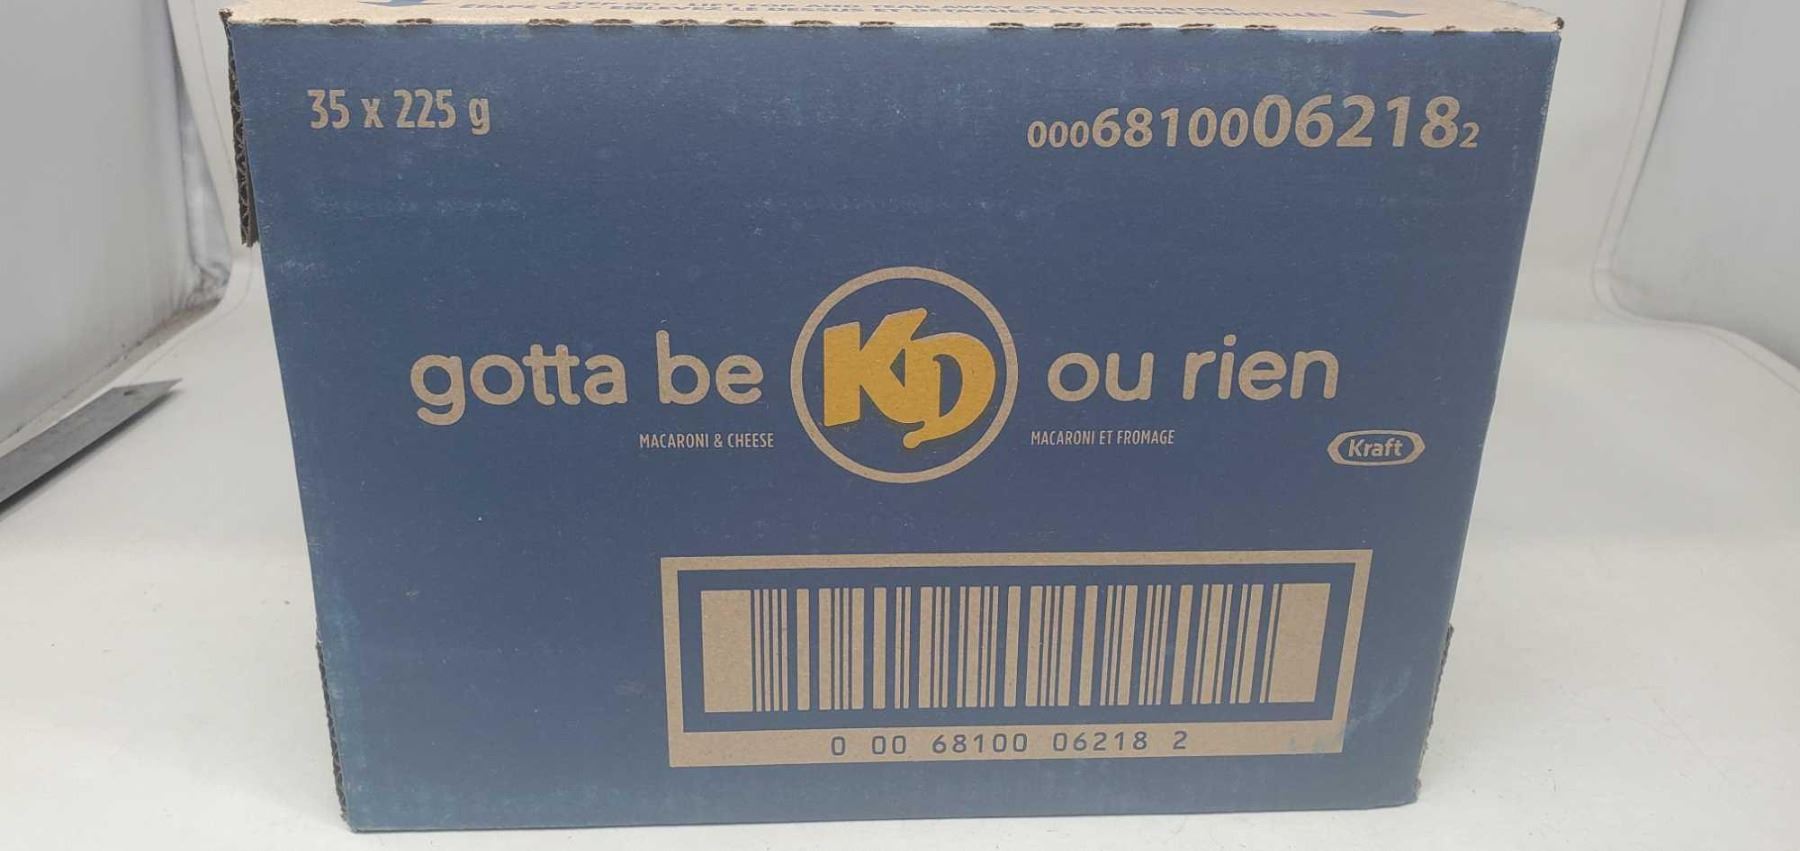 35 x 225 g
00068100062182
gotta be KD ou rien
MACARONI & CHEESE
MACARONI ET FROMAGE
Kraft
0 00 68100 06218 2